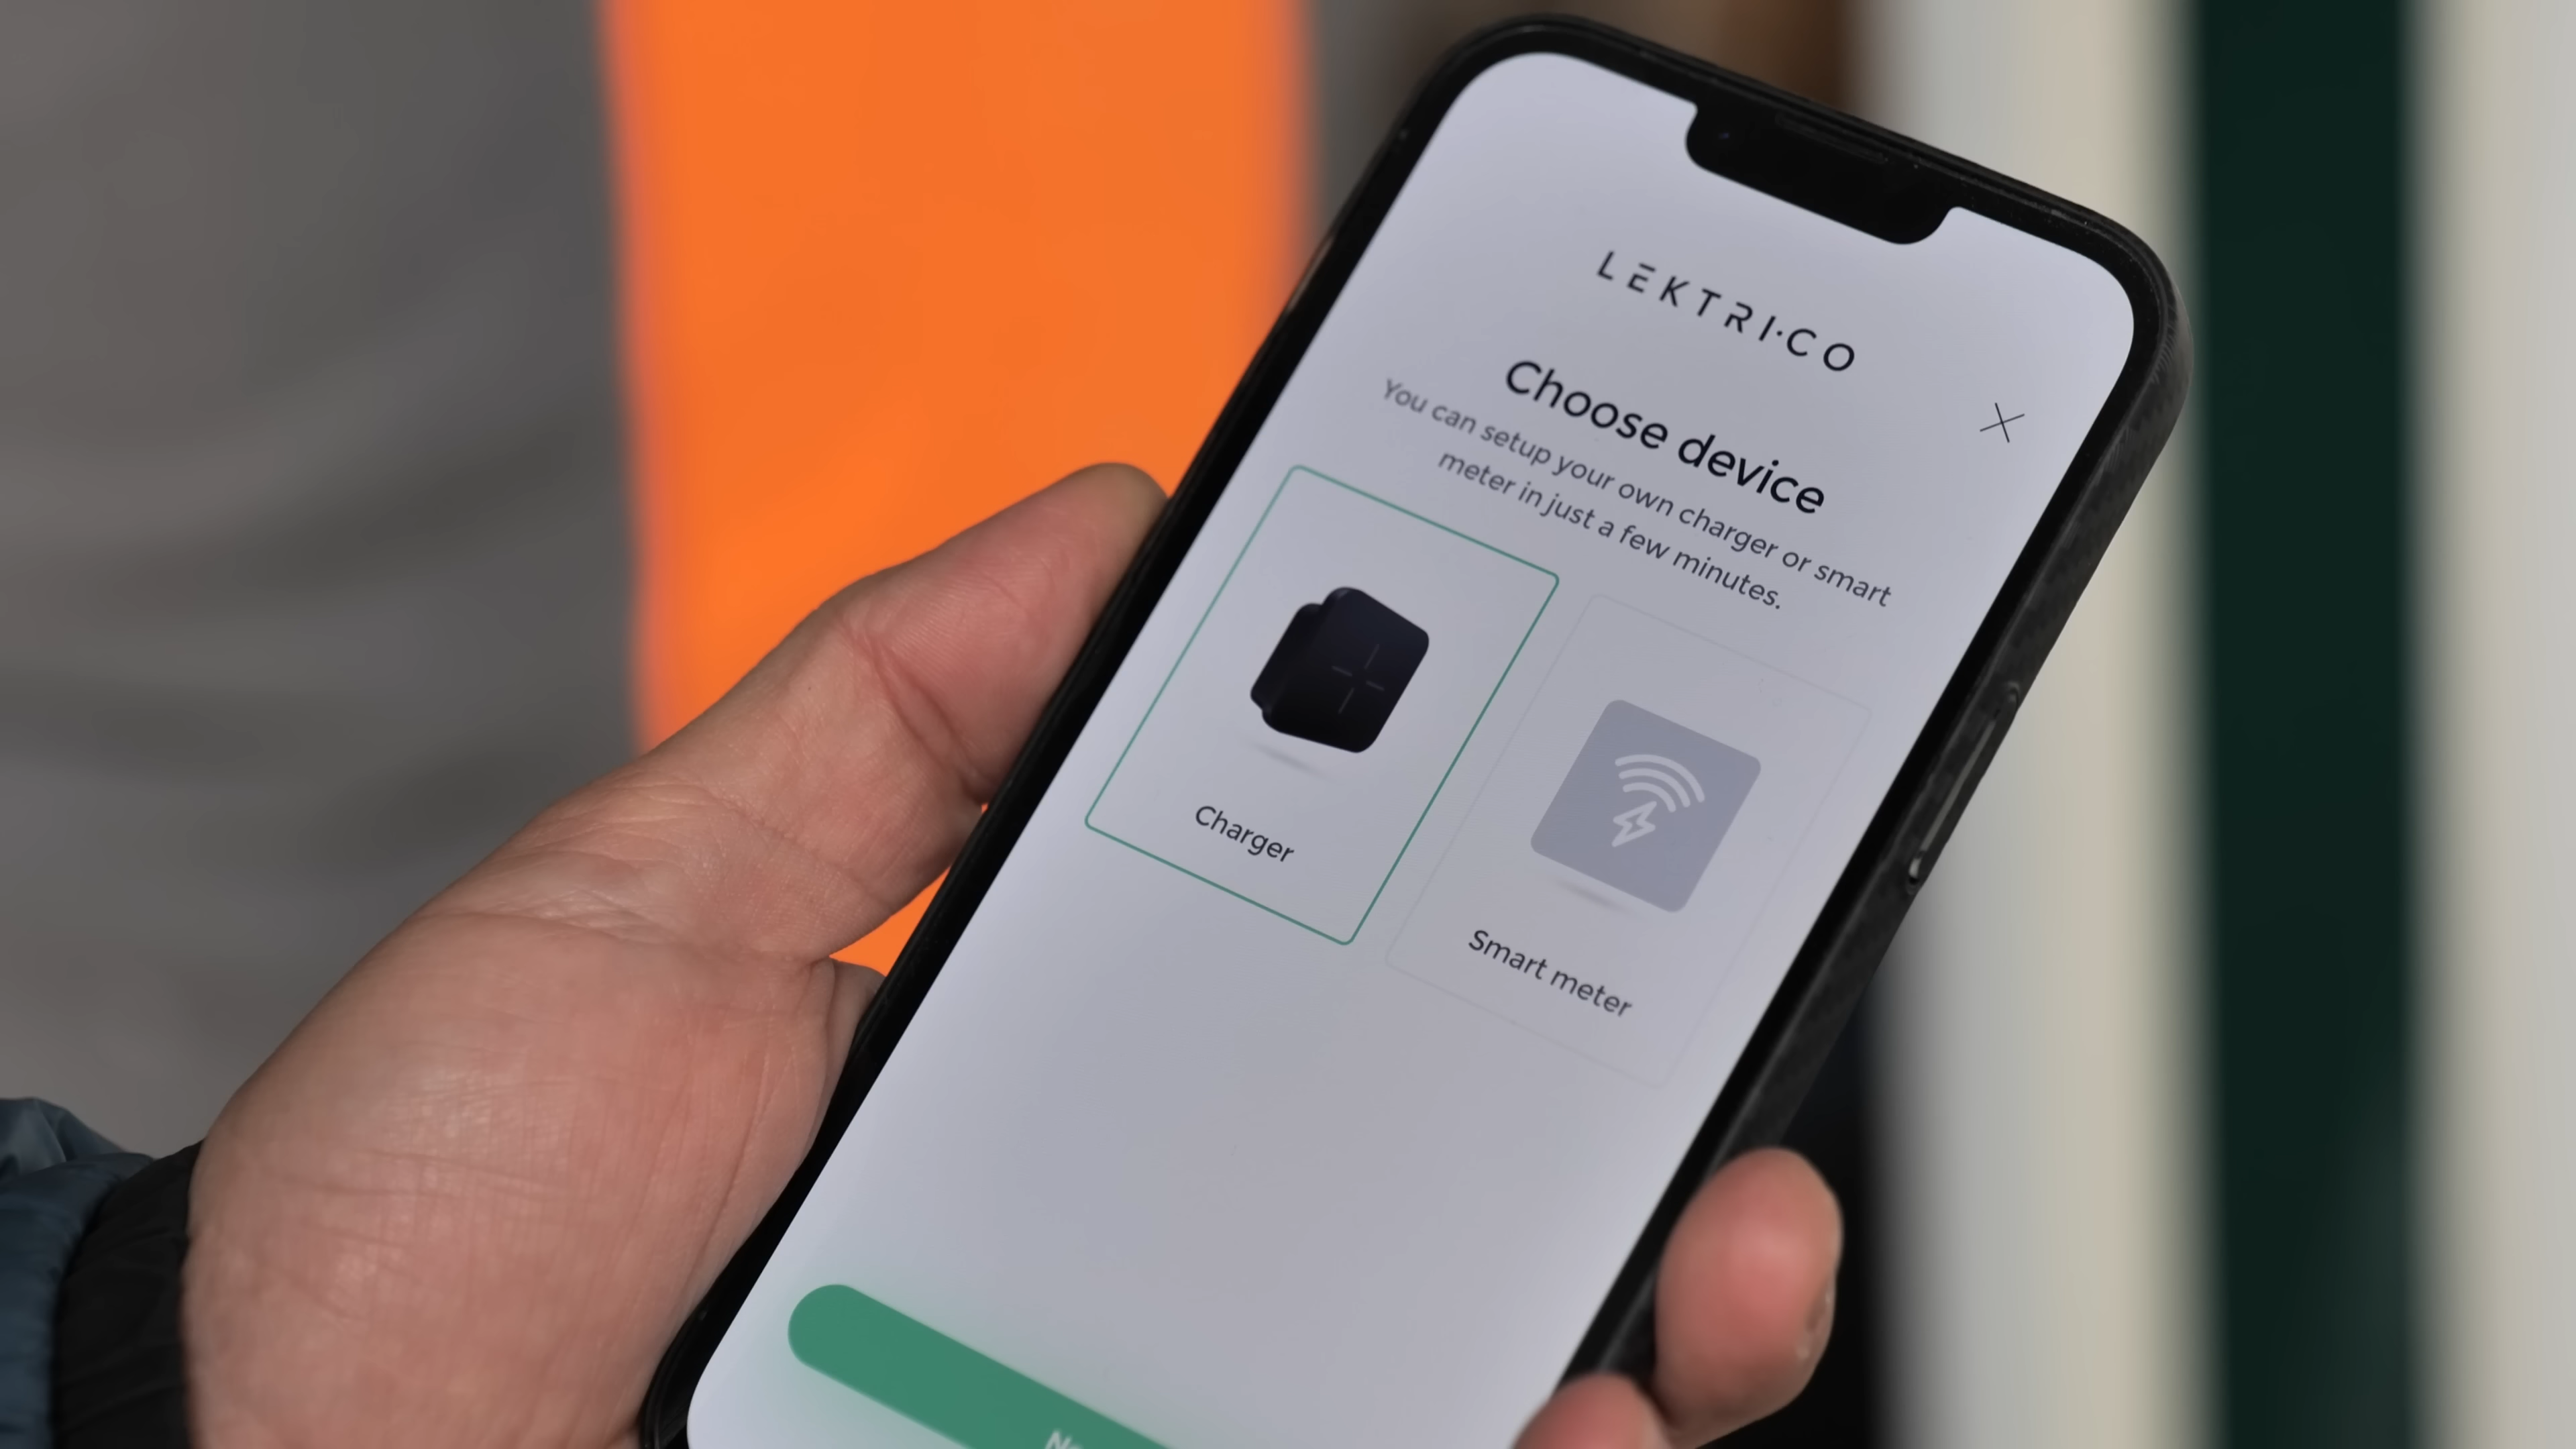 LEKTRI·CO
Choose device
You can setup your own charger or smart
meter in just a few minutes.
Charger
Smart meter